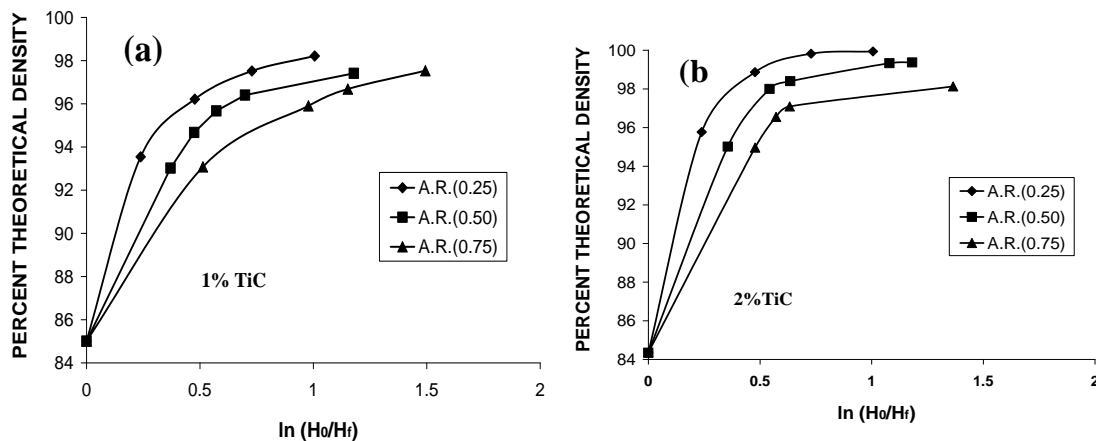 (a)
PERCENT THEORETICAL DENSITY
100
98
96
94
92
90
88
86
84
0
0.5
1
1.5
2
ln (H0/Hf)
A.R.(0.25)
A.R.(0.50)
A.R.(0.75)
1% TiC
(b
PERCENT THEORETICAL DENSITY
100
98
96
94
92
90
88
86
84
0
0.5
1
1.5
2
ln (H0/Hf)
A.R.(0.25)
A.R.(0.50)
A.R.(0.75)
2%TiC